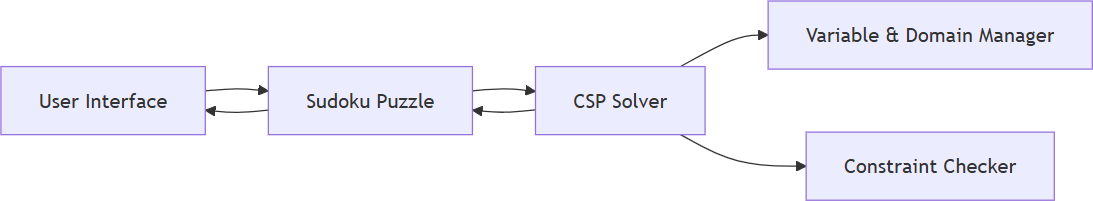 Variable & Domain Manager
User Interface
Sudoku Puzzle
CSP Solver
Constraint Checker